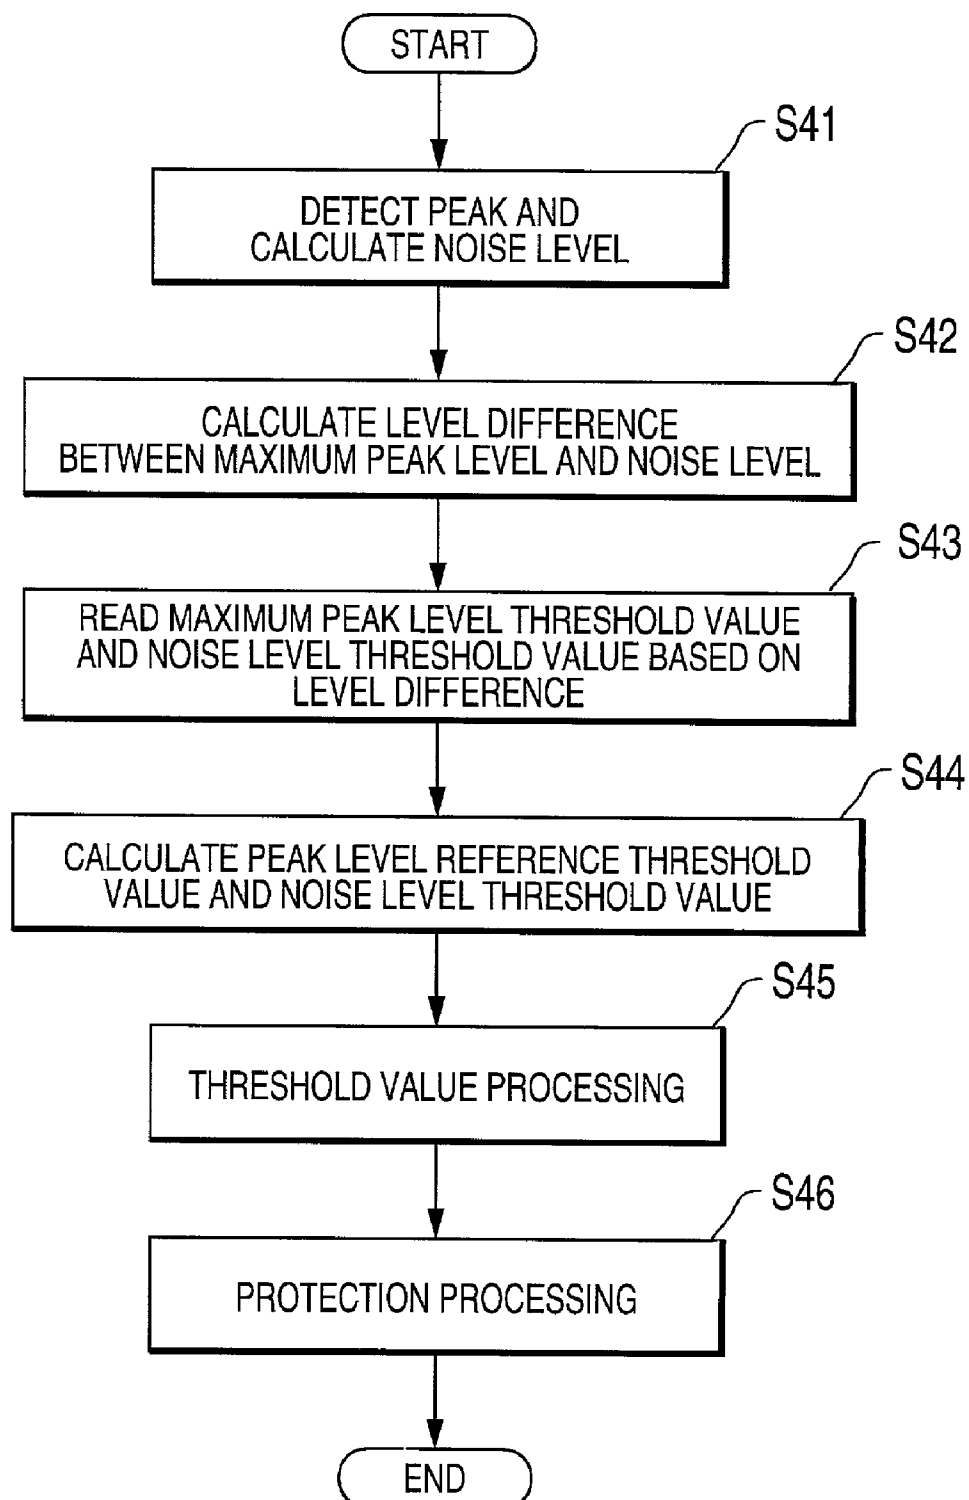 START
S41
DETECT PEAK AND
CALCULATE NOISE LEVEL
S42
CALCULATE LEVEL DIFFERENCE
BETWEEN MAXIMUM PEAK LEVEL AND NOISE LEVEL
S43
READ MAXIMUM PEAK LEVEL THRESHOLD VALUE
AND NOISE LEVEL THRESHOLD VALUE BASED ON
LEVEL DIFFERENCE
S44
CALCULATE PEAK LEVEL REFERENCE THRESHOLD
VALUE AND NOISE LEVEL THRESHOLD VALUE
S45
THRESHOLD VALUE PROCESSING
S46
PROTECTION PROCESSING
END